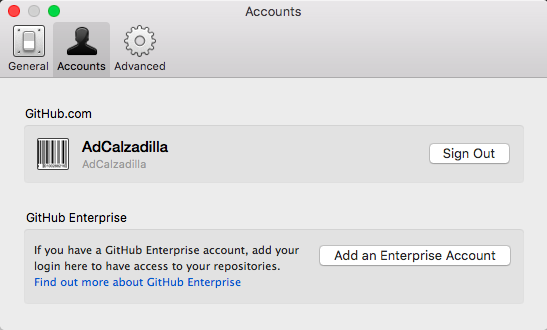 Accounts
General
Accounts
Advanced
GitHub.com
AdCalzadilla
AdCalzadilla
Sign Out
GitHub Enterprise
If you have a GitHub Enterprise account, add your
login here to have access to your repositories.
Find out more about GitHub Enterprise
Add an Enterprise Account